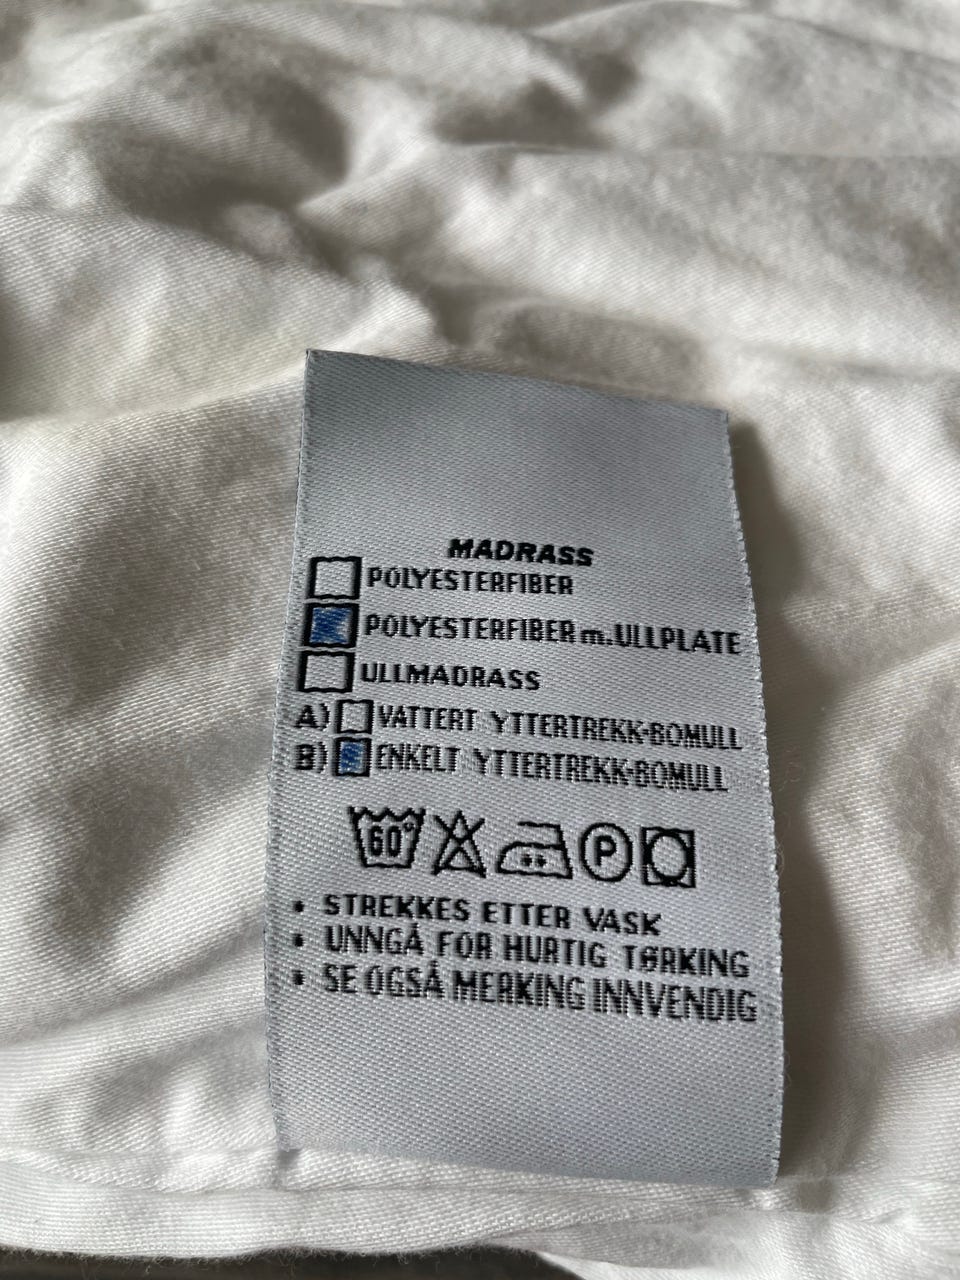 MADRASS
POLYESTERFIBER
POLYESTERFIBER m. ULLPLATE
ULLMADRASS
A) VATTERT YTTERTREKK-BOMULL
B) ENKELT YTTERTREKK-BOMULL
60° P
• STREKKES ETTER VASK
• UNNGÅ FOR HURTIG TØRKING
• SE OGSÅ MERKING INNVENDIG